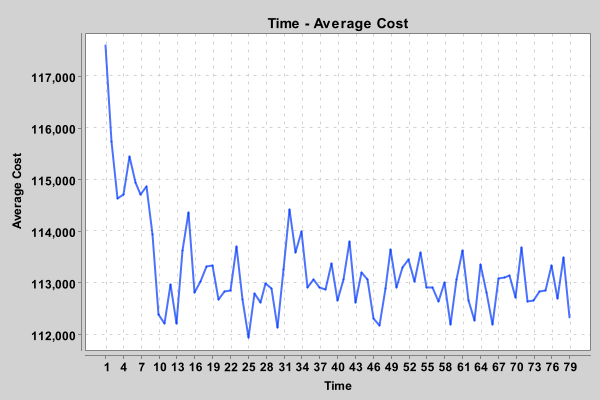 Time - Average Cost
117,000
116,000
115,000
114,000
113,000
112,000
Average Cost
1 4 7 10 13 16 19 22 25 28 31 34 37 40 43 46 49 52 55 58 61 64 67 70 73 76 79
Time